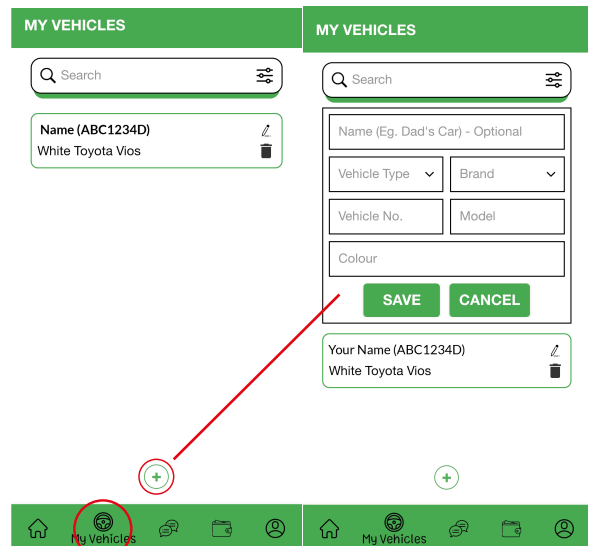 MY VEHICLES
Search
Name (ABC1234D)
White Toyota Vios
My Vehicles
MY VEHICLES
Search
Name (Eg. Dad's Car) - Optional
Vehicle Type
Brand
Vehicle No.
Model
Colour
SAVE
CANCEL
Your Name (ABC1234D)
White Toyota Vios
My Vehicles